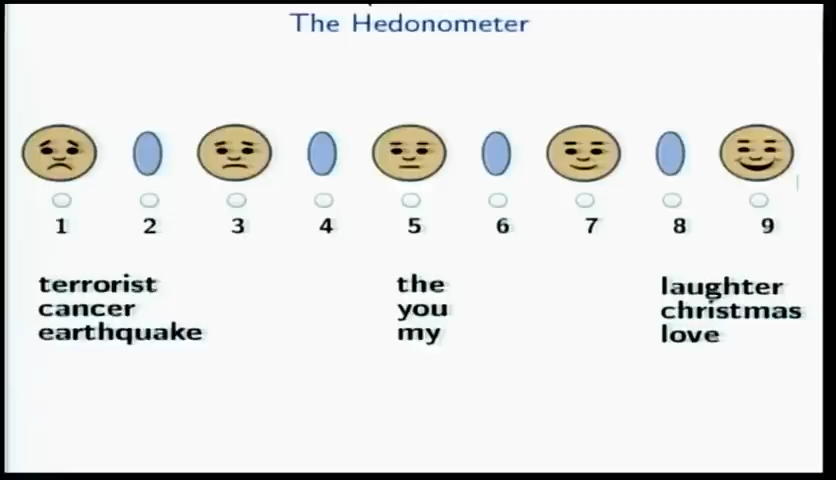 The Hedonometer
1 2 3 4 5 6 7 8 9
terrorist the laughter
cancer you christmas
earthquake my love